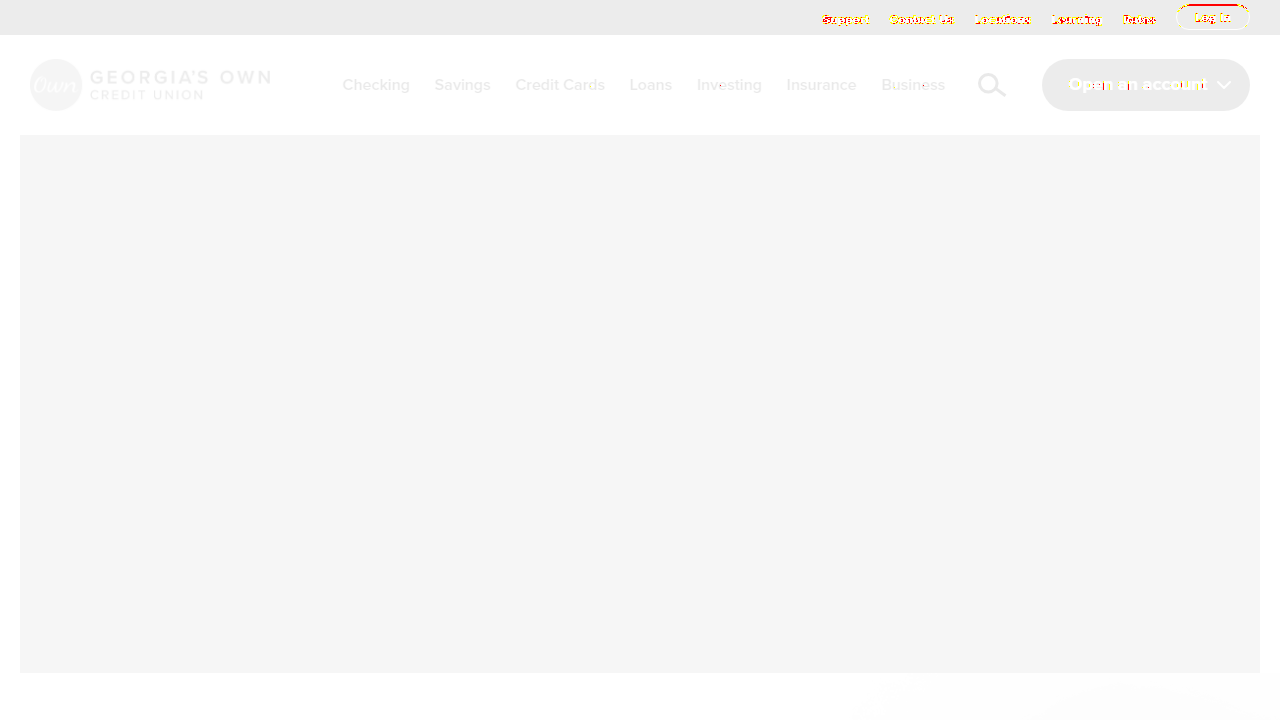 Support Contact Us Locations Learning Rates Log In
Own GEORGIA'S OWN
CREDIT UNION
Checking Savings Credit Cards Loans Investing Insurance Business
Open an account